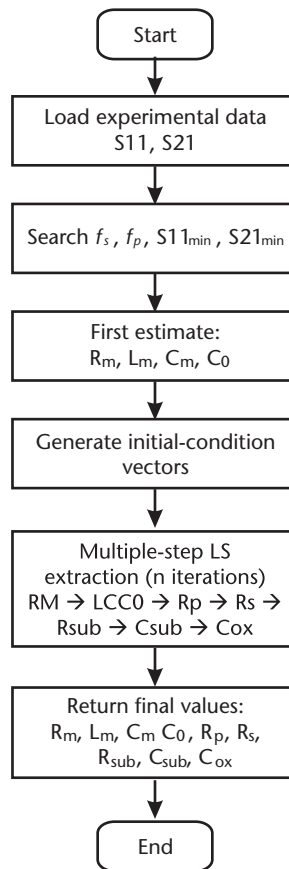 Start
Load experimental data
S11, S21
Search fs, fp, S11min, S21min
First estimate:
Rm, Lm, Cm, C0
Generate initial-condition
vectors
Multiple-step LS
extraction (n iterations)
RM → LCC0 → Rp → Rs →
Rsub → Csub → Cox
Return final values:
Rm, Lm, Cm C0, Rp, Rs,
Rsub, Csub, Cox
End